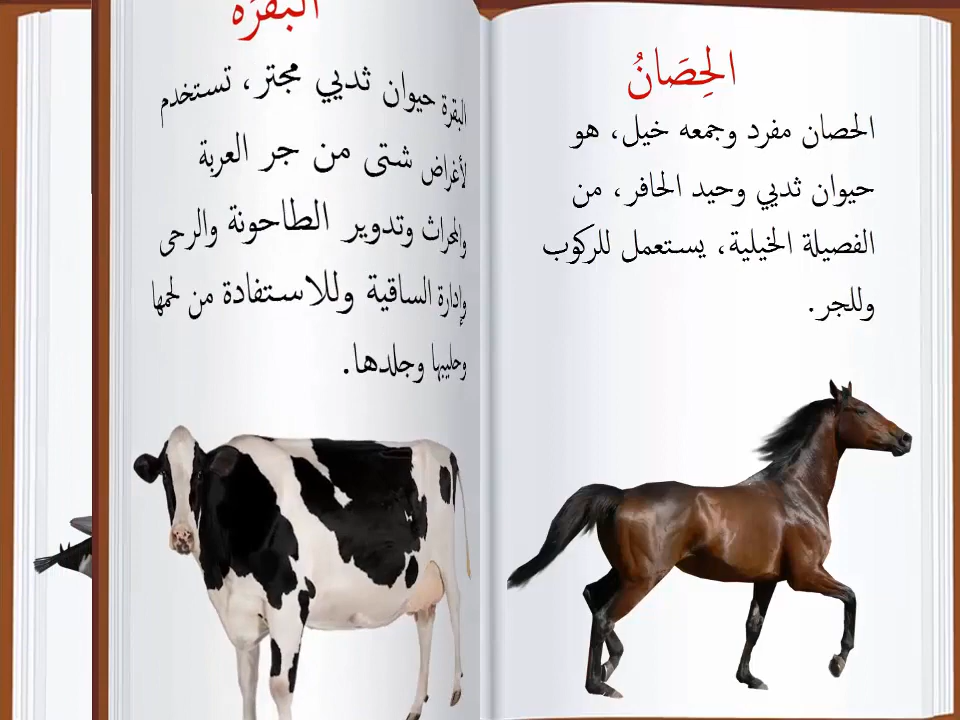 الحِصَانُ
الحصان مفرد وجمعه خيل، هو
حيوان ثديي وحيد الحافر، من
الفصيلة الخيلية، يستعمل للركوب
وللجر.
البقرة
البقرة حيوان ثديي مجتر، تستخدم
لأغراض شتى من جر العربة
والمحراث وتدوير الطاحونة والرحى
وإدارة الساقية وللاستفادة من لحمها
وحليبها وجلدها.